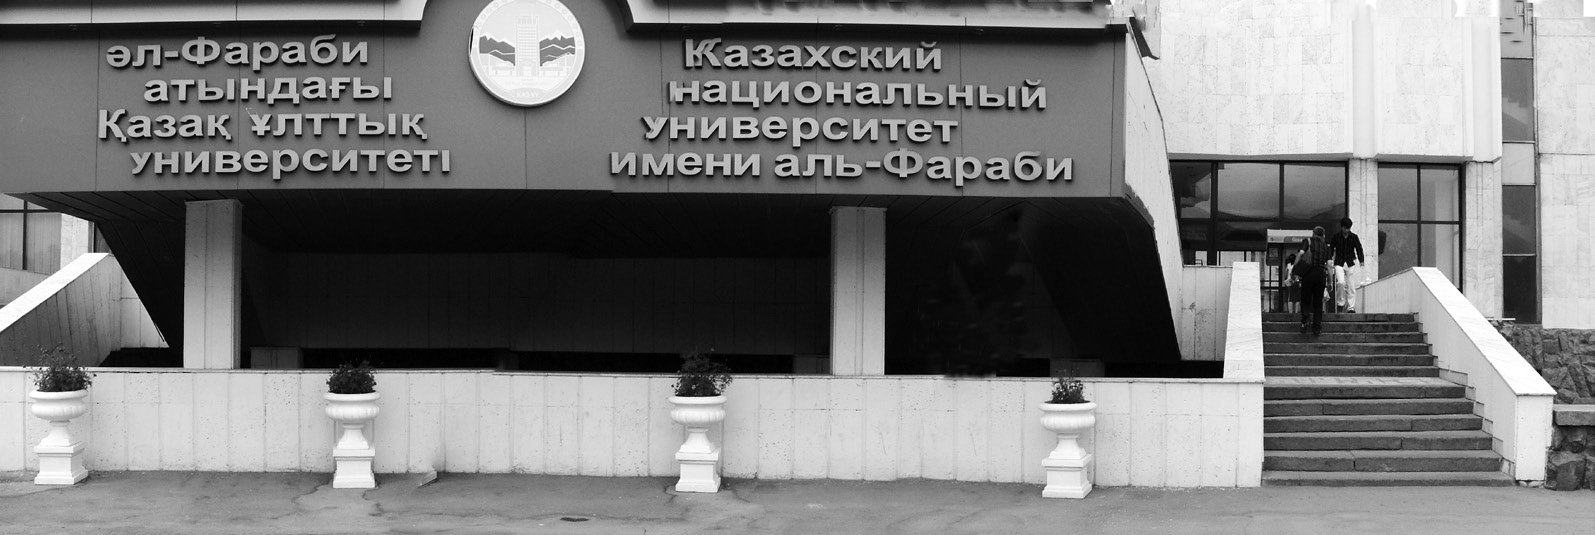 әл-Фараби
атындағы
Қазақ ұлттық
университеті
Казахский
национальный
университет
имени аль-Фараби